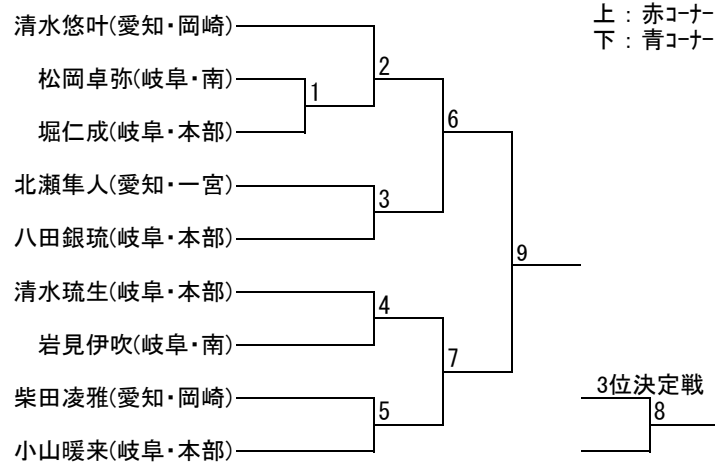 清水悠叶(愛知・岡崎)
上 : 赤ｺｰﾅｰ
下 : 青ｺｰﾅｰ
2
松岡卓弥(岐阜・南)
1
6
堀仁成(岐阜・本部)
北瀬隼人(愛知・一宮)
3
八田銀琉(岐阜・本部)
9
清水琉生(岐阜・本部)
4
岩見伊吹(岐阜・南)
7
3位決定戦
柴田凌雅(愛知・岡崎)
5
8
小山暖来(岐阜・本部)